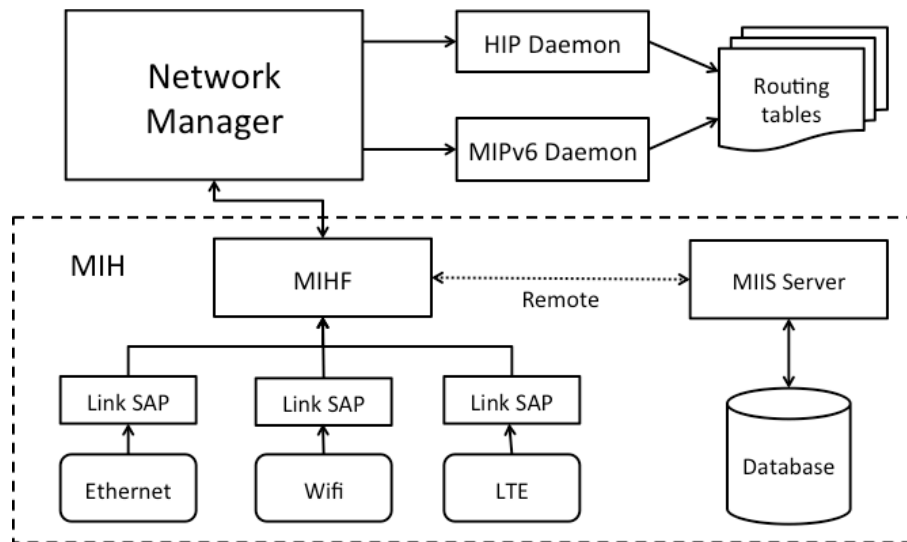 Network
Manager
HIP Daemon
MIPv6 Daemon
Routing
tables
MIH
MIHF
Remote
MIIS Server
Link SAP
Link SAP
Link SAP
Ethernet
Wifi
LTE
Database